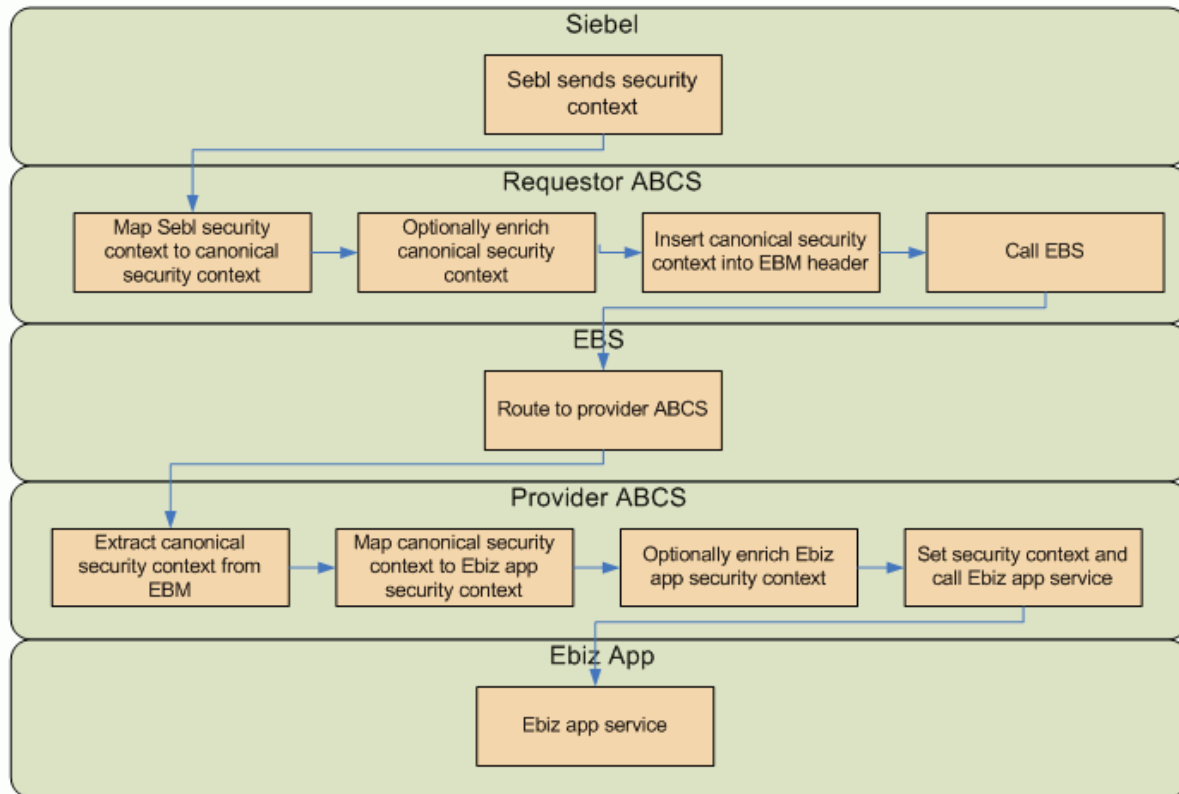 Siebel
Sebl sends security
context
Requestor ABCS
Map Sebl security
context to canonical
security context
Optionally enrich
canonical security
context
Insert canonical security
context into EBM header
Call EBS
EBS
Route to provider ABCS
Provider ABCS
Extract canonical
security context from
EBM
Map canonical security
context to Ebiz app
security context
Optionally enrich Ebiz
app security context
Set security context and
call Ebiz app service
Ebiz App
Ebiz app service